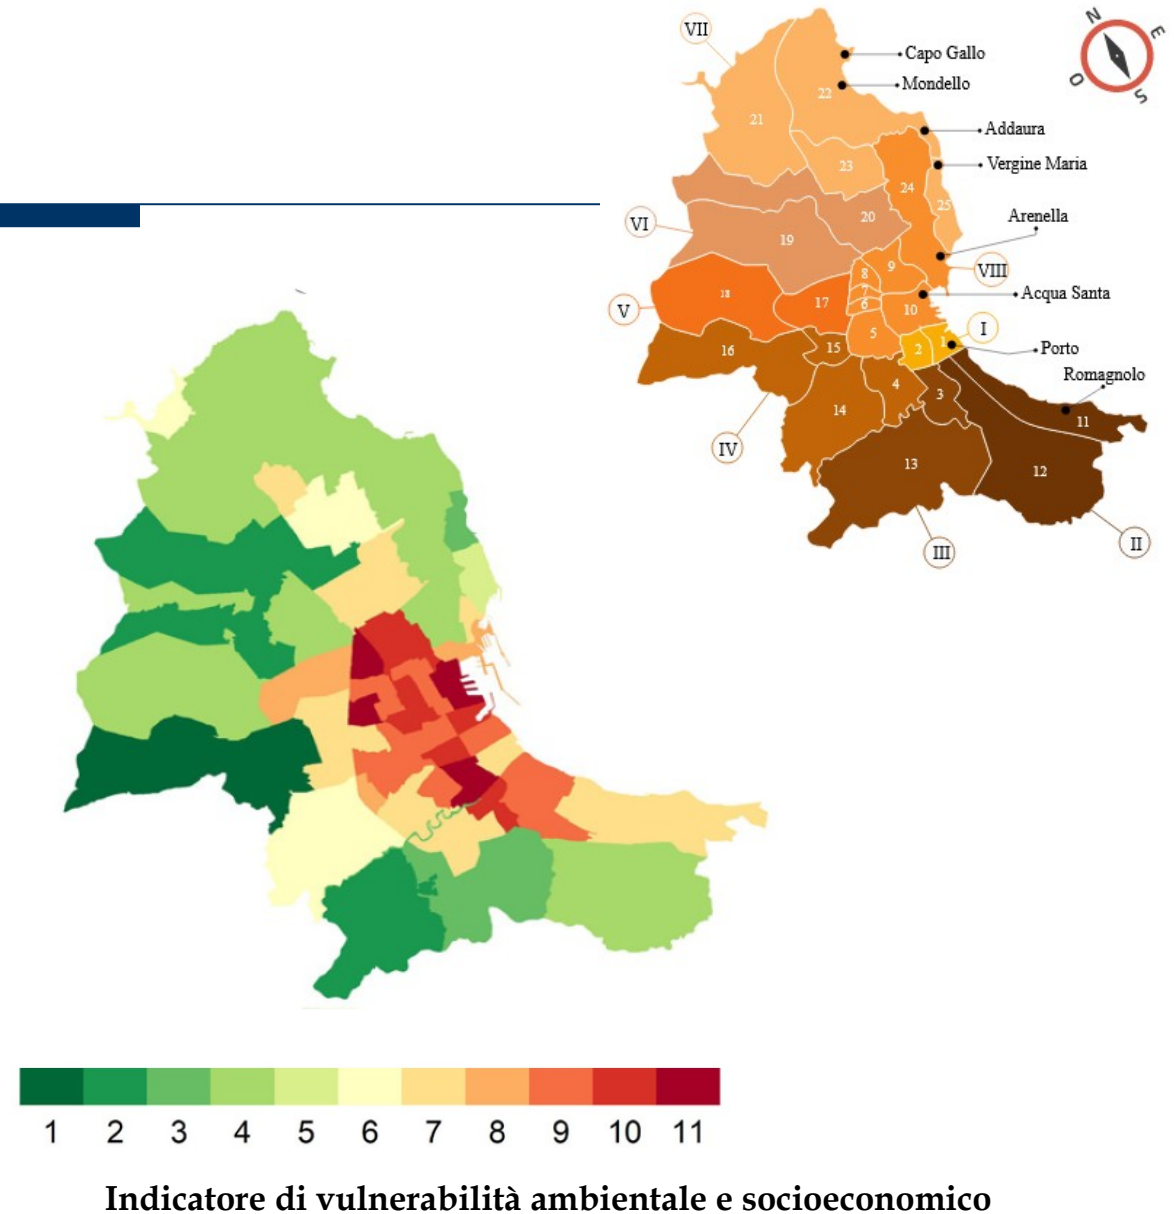 VII
N
E
O
S
Capo Gallo
Mondello
22
21
Addaura
23
Vergine Maria
24
25
20
Arenella
VI
19
9
8
VIII
7
18
17
6
10
Acqua Santa
V
5
I
1
2
15
16
Porto
Romagnolo
4
3
14
11
IV
13
12
III
II
1 2 3 4 5 6 7 8 9 10 11
Indicatore di vulnerabilità ambientale e socioeconomico